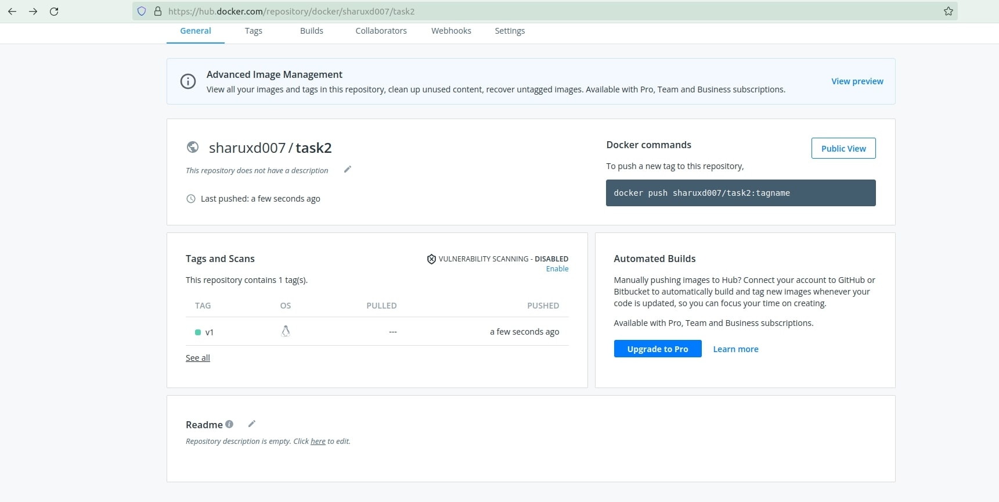 https://hub.docker.com/repository/docker/sharuxd007/task2
General Tags Builds Collaborators Webhooks Settings
Advanced Image Management
View all your images and tags in this repository, clean up unused content, recover untagged images. Available with Pro, Team and Business subscriptions.
View preview
sharuxd007 / task2
This repository does not have a description
Last pushed: a few seconds ago
Docker commands
Public View
To push a new tag to this repository,
docker push sharuxd007/task2:tagname
Tags and Scans
VULNERABILITY SCANNING - DISABLED
Enable
This repository contains 1 tag(s).
TAG OS PULLED PUSHED
v1 --- a few seconds ago
See all
Automated Builds
Manually pushing images to Hub? Connect your account to GitHub or
Bitbucket to automatically build and tag new images whenever your
code is updated, so you can focus your time on creating.
Available with Pro, Team and Business subscriptions.
Upgrade to Pro Learn more
Readme
Repository description is empty. Click here to edit.